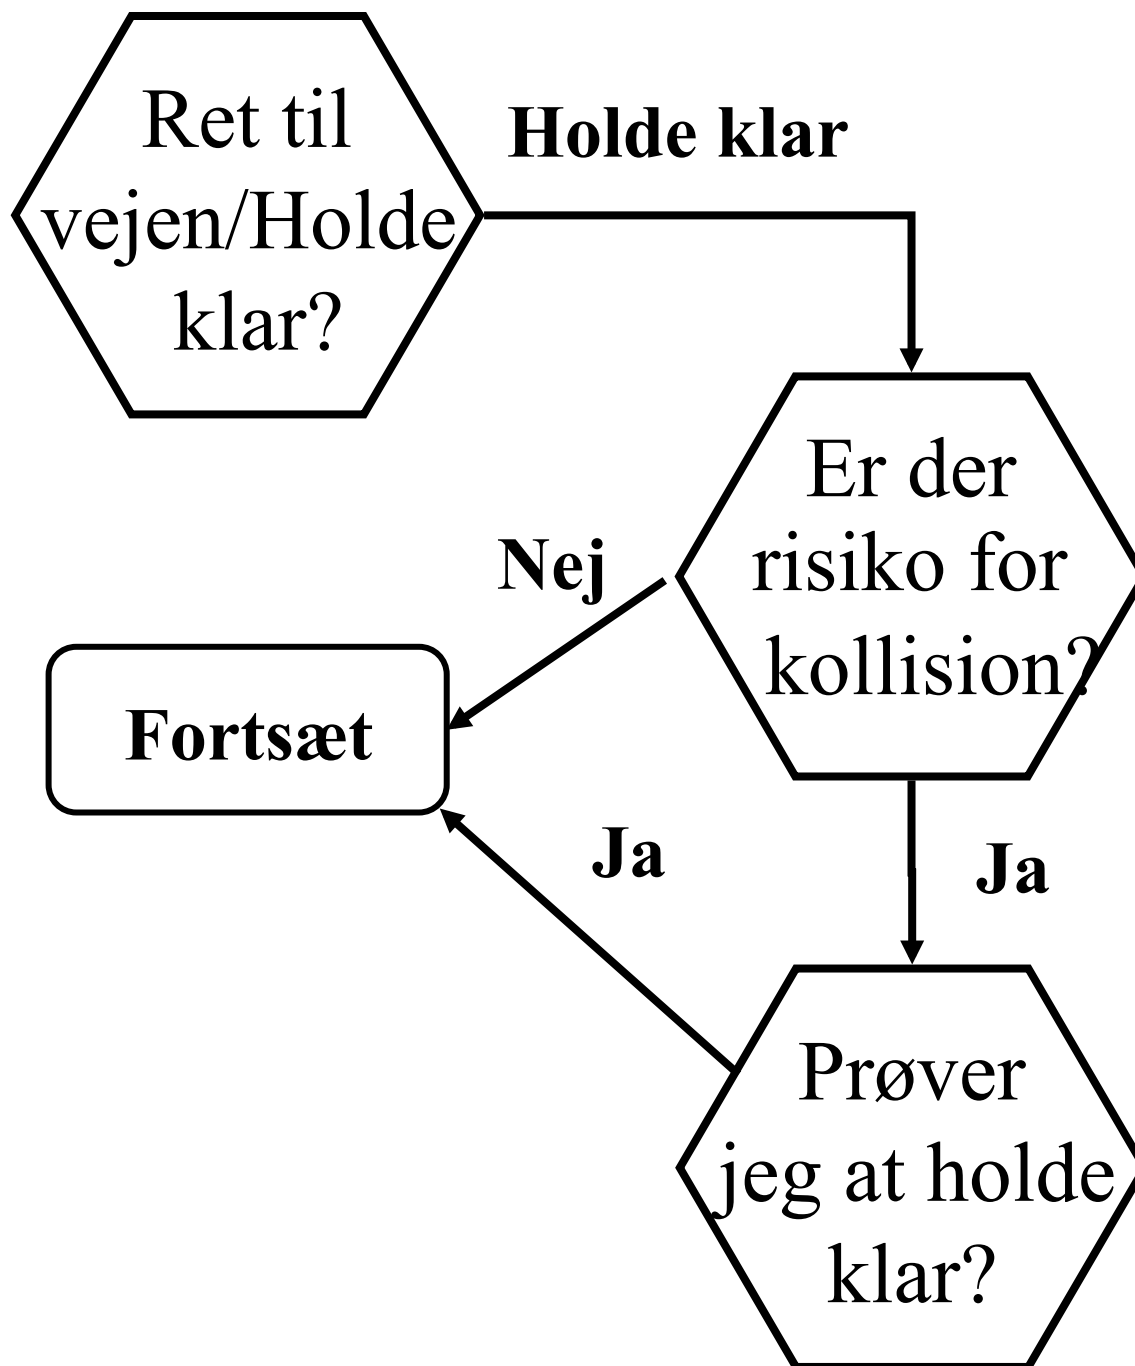 Ret til
vejen/Holde
klar?
Holde klar
Er der
risiko for
kollision?
Nej
Fortsæt
Ja
Ja
Prøver
jeg at holde
klar?